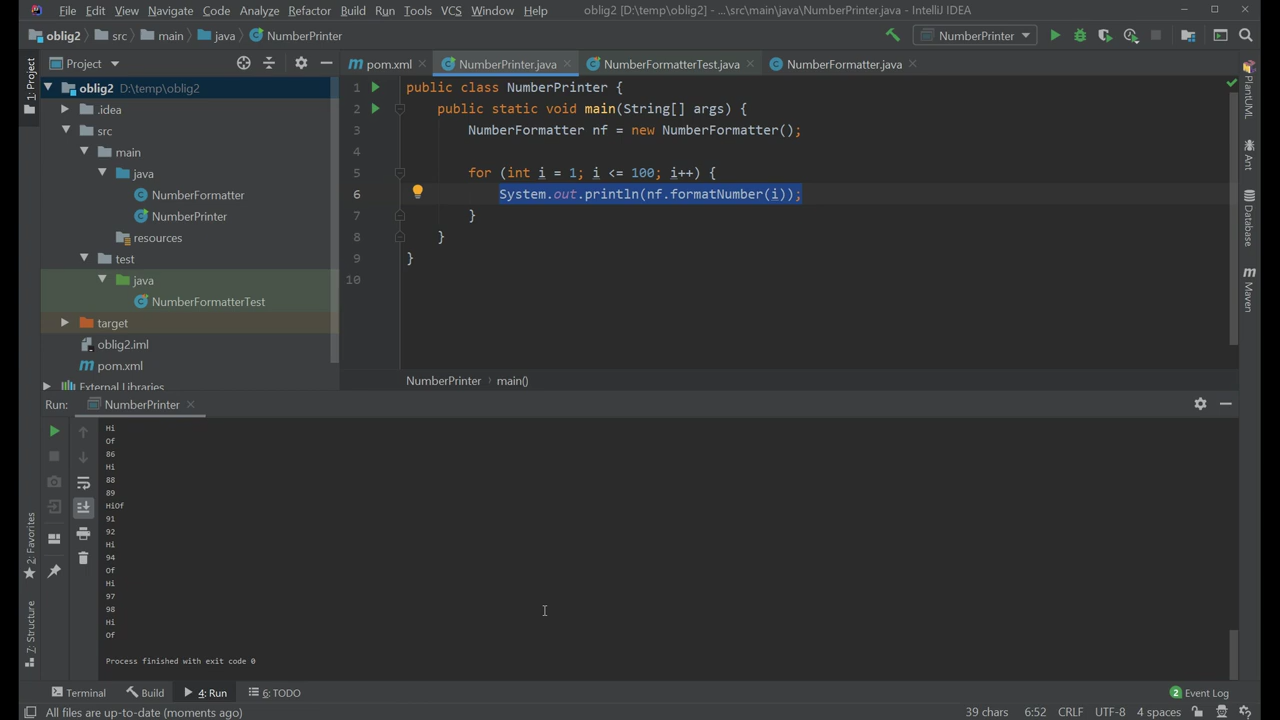 File Edit View Navigate Code Analyze Refactor Build Run Tools VCS Window Help oblig2 [D:\temp\oblig2] - ...\src\main\java\NumberPrinter.java - IntelliJ IDEA
oblig2 src main java NumberPrinter NumberPrinter
1: Project
Project
pom.xml NumberPrinter.java NumberFormatterTest.java NumberFormatter.java
oblig2 D:\temp\oblig2
.idea
src
main
java
NumberFormatter
NumberPrinter
resources
test
java
NumberFormatterTest
target
oblig2.iml
pom.xml
External Libraries
1 public class NumberPrinter {
2 public static void main(String[] args) {
3 NumberFormatter nf = new NumberFormatter();
4
5 for (int i = 1; i <= 100; i++) {
6 System.out.println(nf.formatNumber(i));
7 }
8 }
9 }
10
NumberPrinter main()
PlantUML
Ant
Database
Maven
Run: NumberPrinter
Hi
Of
86
Hi
88
89
HiOf
91
92
Hi
94
Of
Hi
97
98
Hi
Of
Process finished with exit code 0
2: Favorites
7: Structure
Terminal Build 4: Run 6: TODO 2 Event Log
All files are up-to-date (moments ago) 39 chars 6:52 CRLF UTF-8 4 spaces